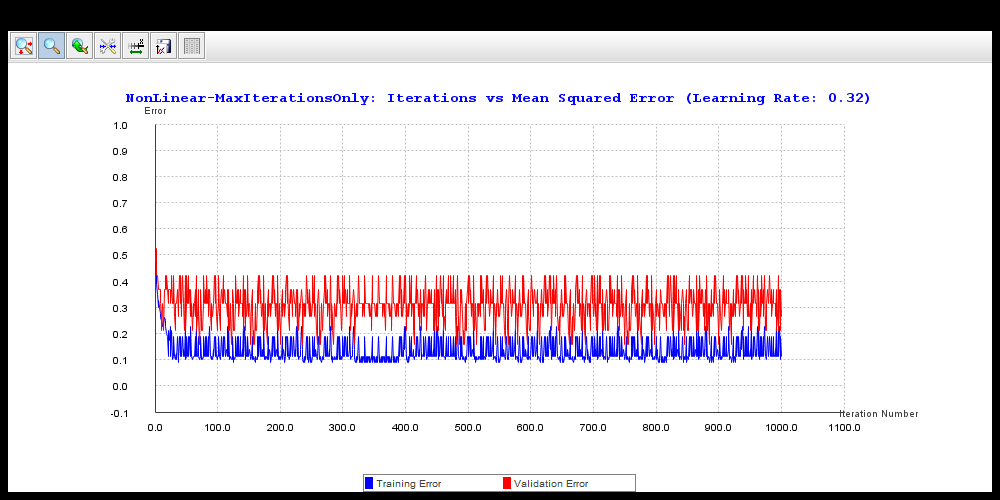 NonLinear-MaxIterationsOnly: Iterations vs Mean Squared Error (Learning Rate: 0.32)
Error
1.0
0.9
0.8
0.7
0.6
0.5
0.4
0.3
0.2
0.1
0.0
-0.1
Iteration Number
0.0 100.0 200.0 300.0 400.0 500.0 600.0 700.0 800.0 900.0 1000.0 1100.0
Training Error Validation Error